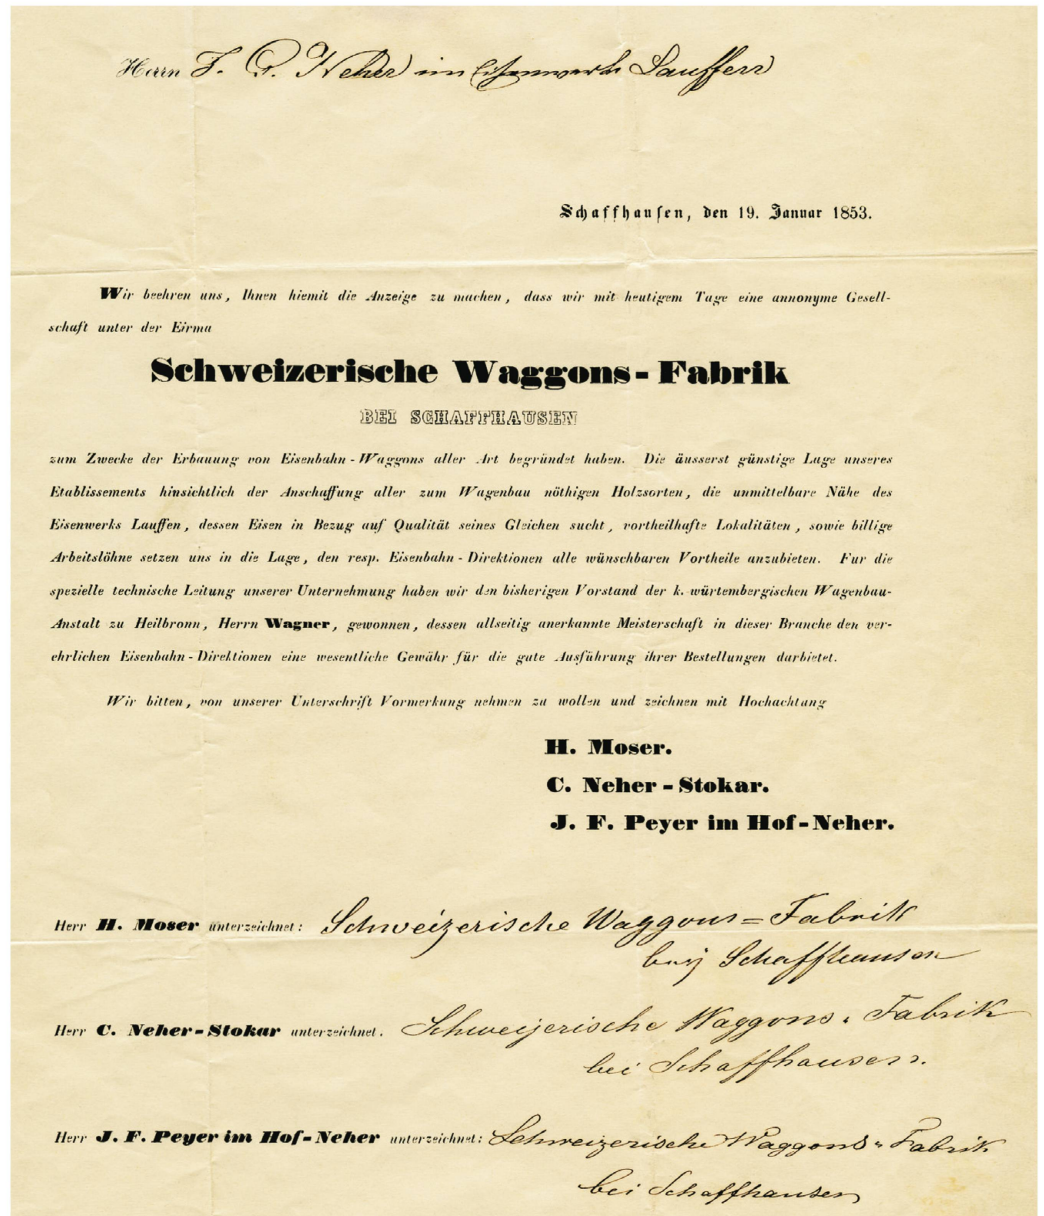 Herrn J. G. Neher im Eisenwerk Lauffen
Schaffhausen, den 19. Januar 1853.
Wir beehren uns, Ihnen hiemit die Anzeige zu machen, dass wir mit heutigem Tage eine annonyme Gesell-
schaft unter der Firma
Schweizerische Waggons-Fabrik
BEI SCHAFFHAUSEN
zum Zwecke der Erbauung von Eisenbahn-Waggons aller Art begründet haben. Die äusserst günstige Lage unseres
Etablissements hinsichtlich der Anschaffung aller zum Wagenbau nöthigen Holzsorten, die unmittelbare Nähe des
Eisenwerks Lauffen, dessen Eisen in Bezug auf Qualität seines Gleichen sucht, vortheilhafte Lokalitäten, sowie billige
Arbeitslöhne setzen uns in die Lage, den resp. Eisenbahn-Direktionen alle wünschbaren Vortheile anzubieten. Fur die
spezielle technische Leitung unserer Unternehmung haben wir den bisherigen Vorstand der k. würtembergischen Wagenbau-
Anstalt zu Heilbronn, Herrn Wagner, gewonnen, dessen allseitig anerkannte Meisterschaft in dieser Branche den ver-
ehrlichen Eisenbahn-Direktionen eine wesentliche Gewähr für die gute Ausführung ihrer Bestellungen darbietet.
Wir bitten, von unserer Unterschrift Vormerkung nehmen zu wollen und zeichnen mit Hochachtung
H. Moser.
C. Neher-Stokar.
J. F. Peyer im Hof-Neher.
Herr H. Moser unterzeichnet: Schweizerische Waggons=Fabrik
bey Schaffhausen
Herr C. Neher-Stokar unterzeichnet. Schweizerische Waggons-Fabrik
bei Schaffhausen.
Herr J. F. Peyer im Hof-Neher unterzeichnet: Schweizerische Waggons-Fabrik
bei Schaffhausen